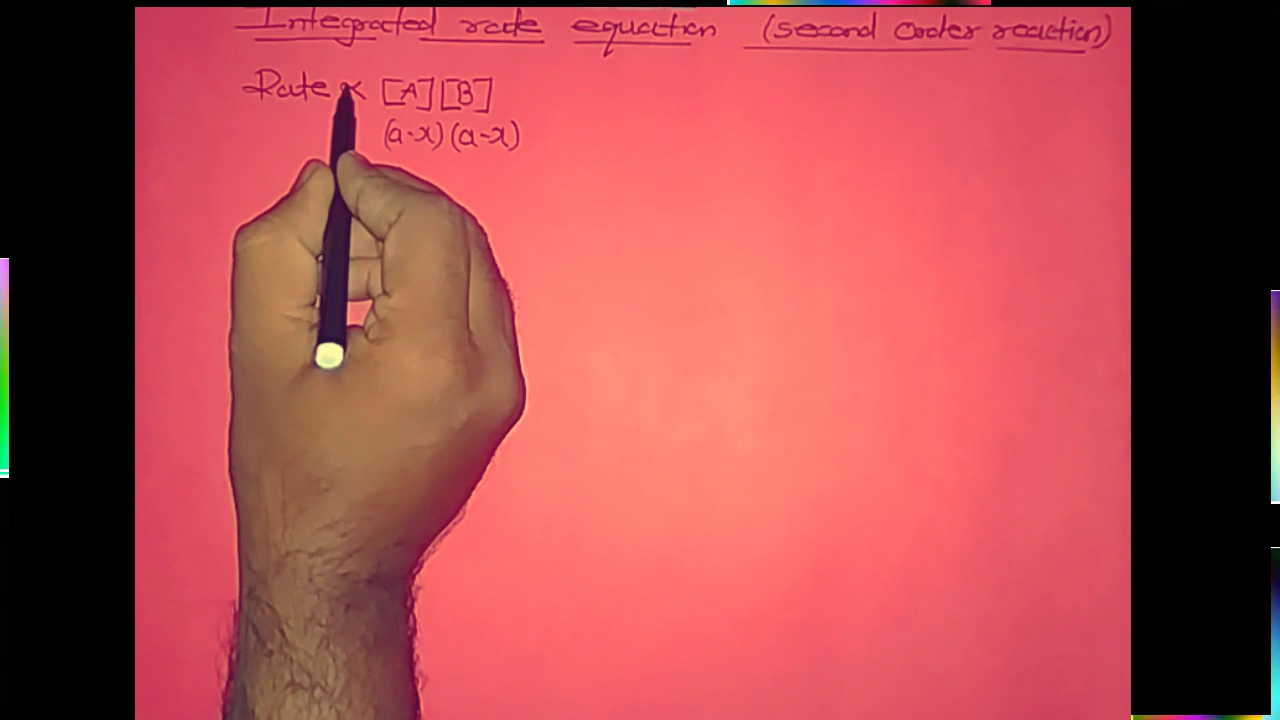 Integrated rate equation (second order reaction)
Rate ∝ [A][B]
(a-x)(a-x)